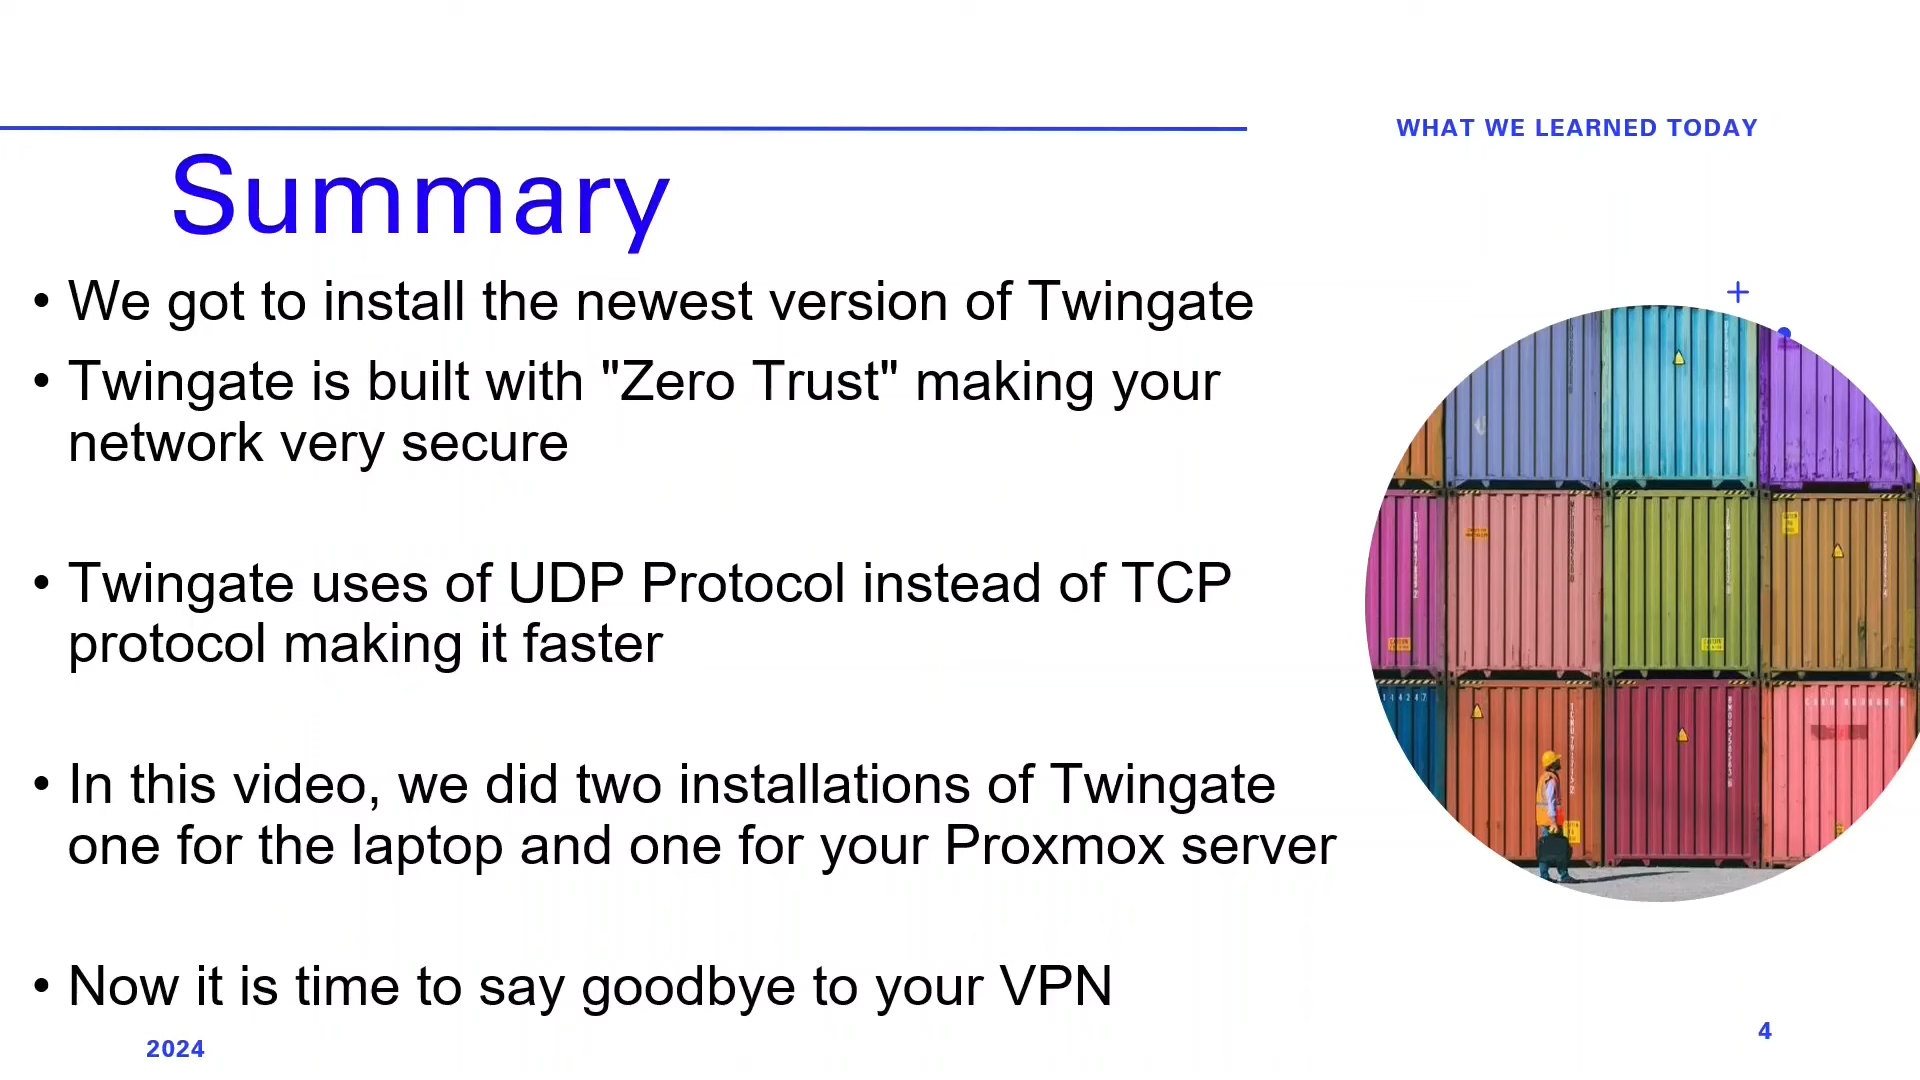 WHAT WE LEARNED TODAY
Summary
• We got to install the newest version of Twingate
• Twingate is built with "Zero Trust" making your
network very secure
• Twingate uses of UDP Protocol instead of TCP
protocol making it faster
• In this video, we did two installations of Twingate
one for the laptop and one for your Proxmox server
• Now it is time to say goodbye to your VPN
2024
4